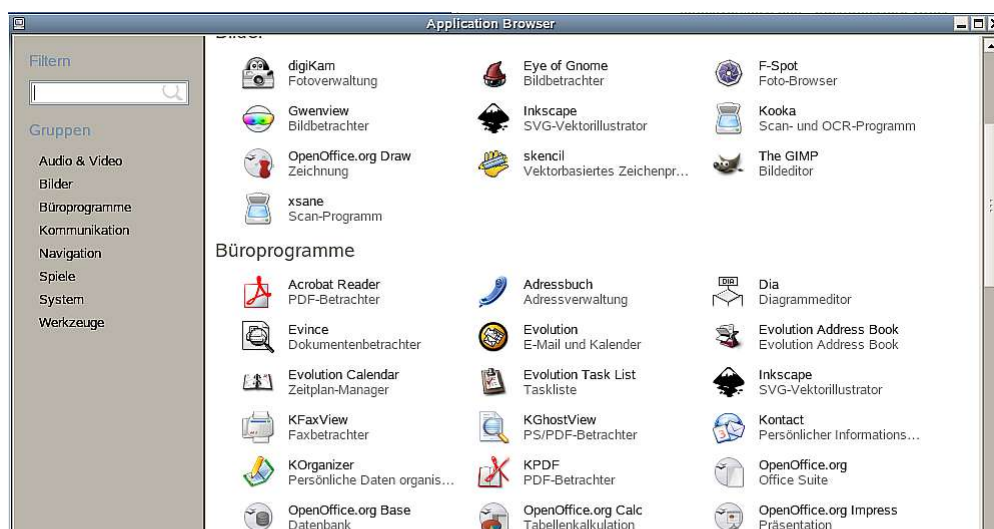 Application Browser
Filtern
Gruppen
Audio & Video
Bilder
Büroprogramme
Kommunikation
Navigation
Spiele
System
Werkzeuge
Bilder
digiKam
Fotoverwaltung
Eye of Gnome
Bildbetrachter
F-Spot
Foto-Browser
Gwenview
Bildbetrachter
Inkscape
SVG-Vektorillustrator
Kooka
Scan- und OCR-Programm
OpenOffice.org Draw
Zeichnung
skencil
Vektorbasiertes Zeichenpr...
The GIMP
Bildeditor
xsane
Scan-Programm
Büroprogramme
Acrobat Reader
PDF-Betrachter
Adressbuch
Adressverwaltung
DIA
Dia
Diagrammeditor
Evince
Dokumentenbetrachter
Evolution
E-Mail und Kalender
Evolution Address Book
Evolution Address Book
Evolution Calendar
Zeitplan-Manager
Evolution Task List
Taskliste
Inkscape
SVG-Vektorillustrator
KFaxView
Faxbetrachter
KGhostView
PS/PDF-Betrachter
Kontact
Persönlicher Informations...
KOrganizer
Persönliche Daten organis...
KPDF
PDF-Betrachter
OpenOffice.org
Office Suite
OpenOffice.org Base
Datenbank
OpenOffice.org Calc
Tabellenkalkulation
OpenOffice.org Impress
Präsentation